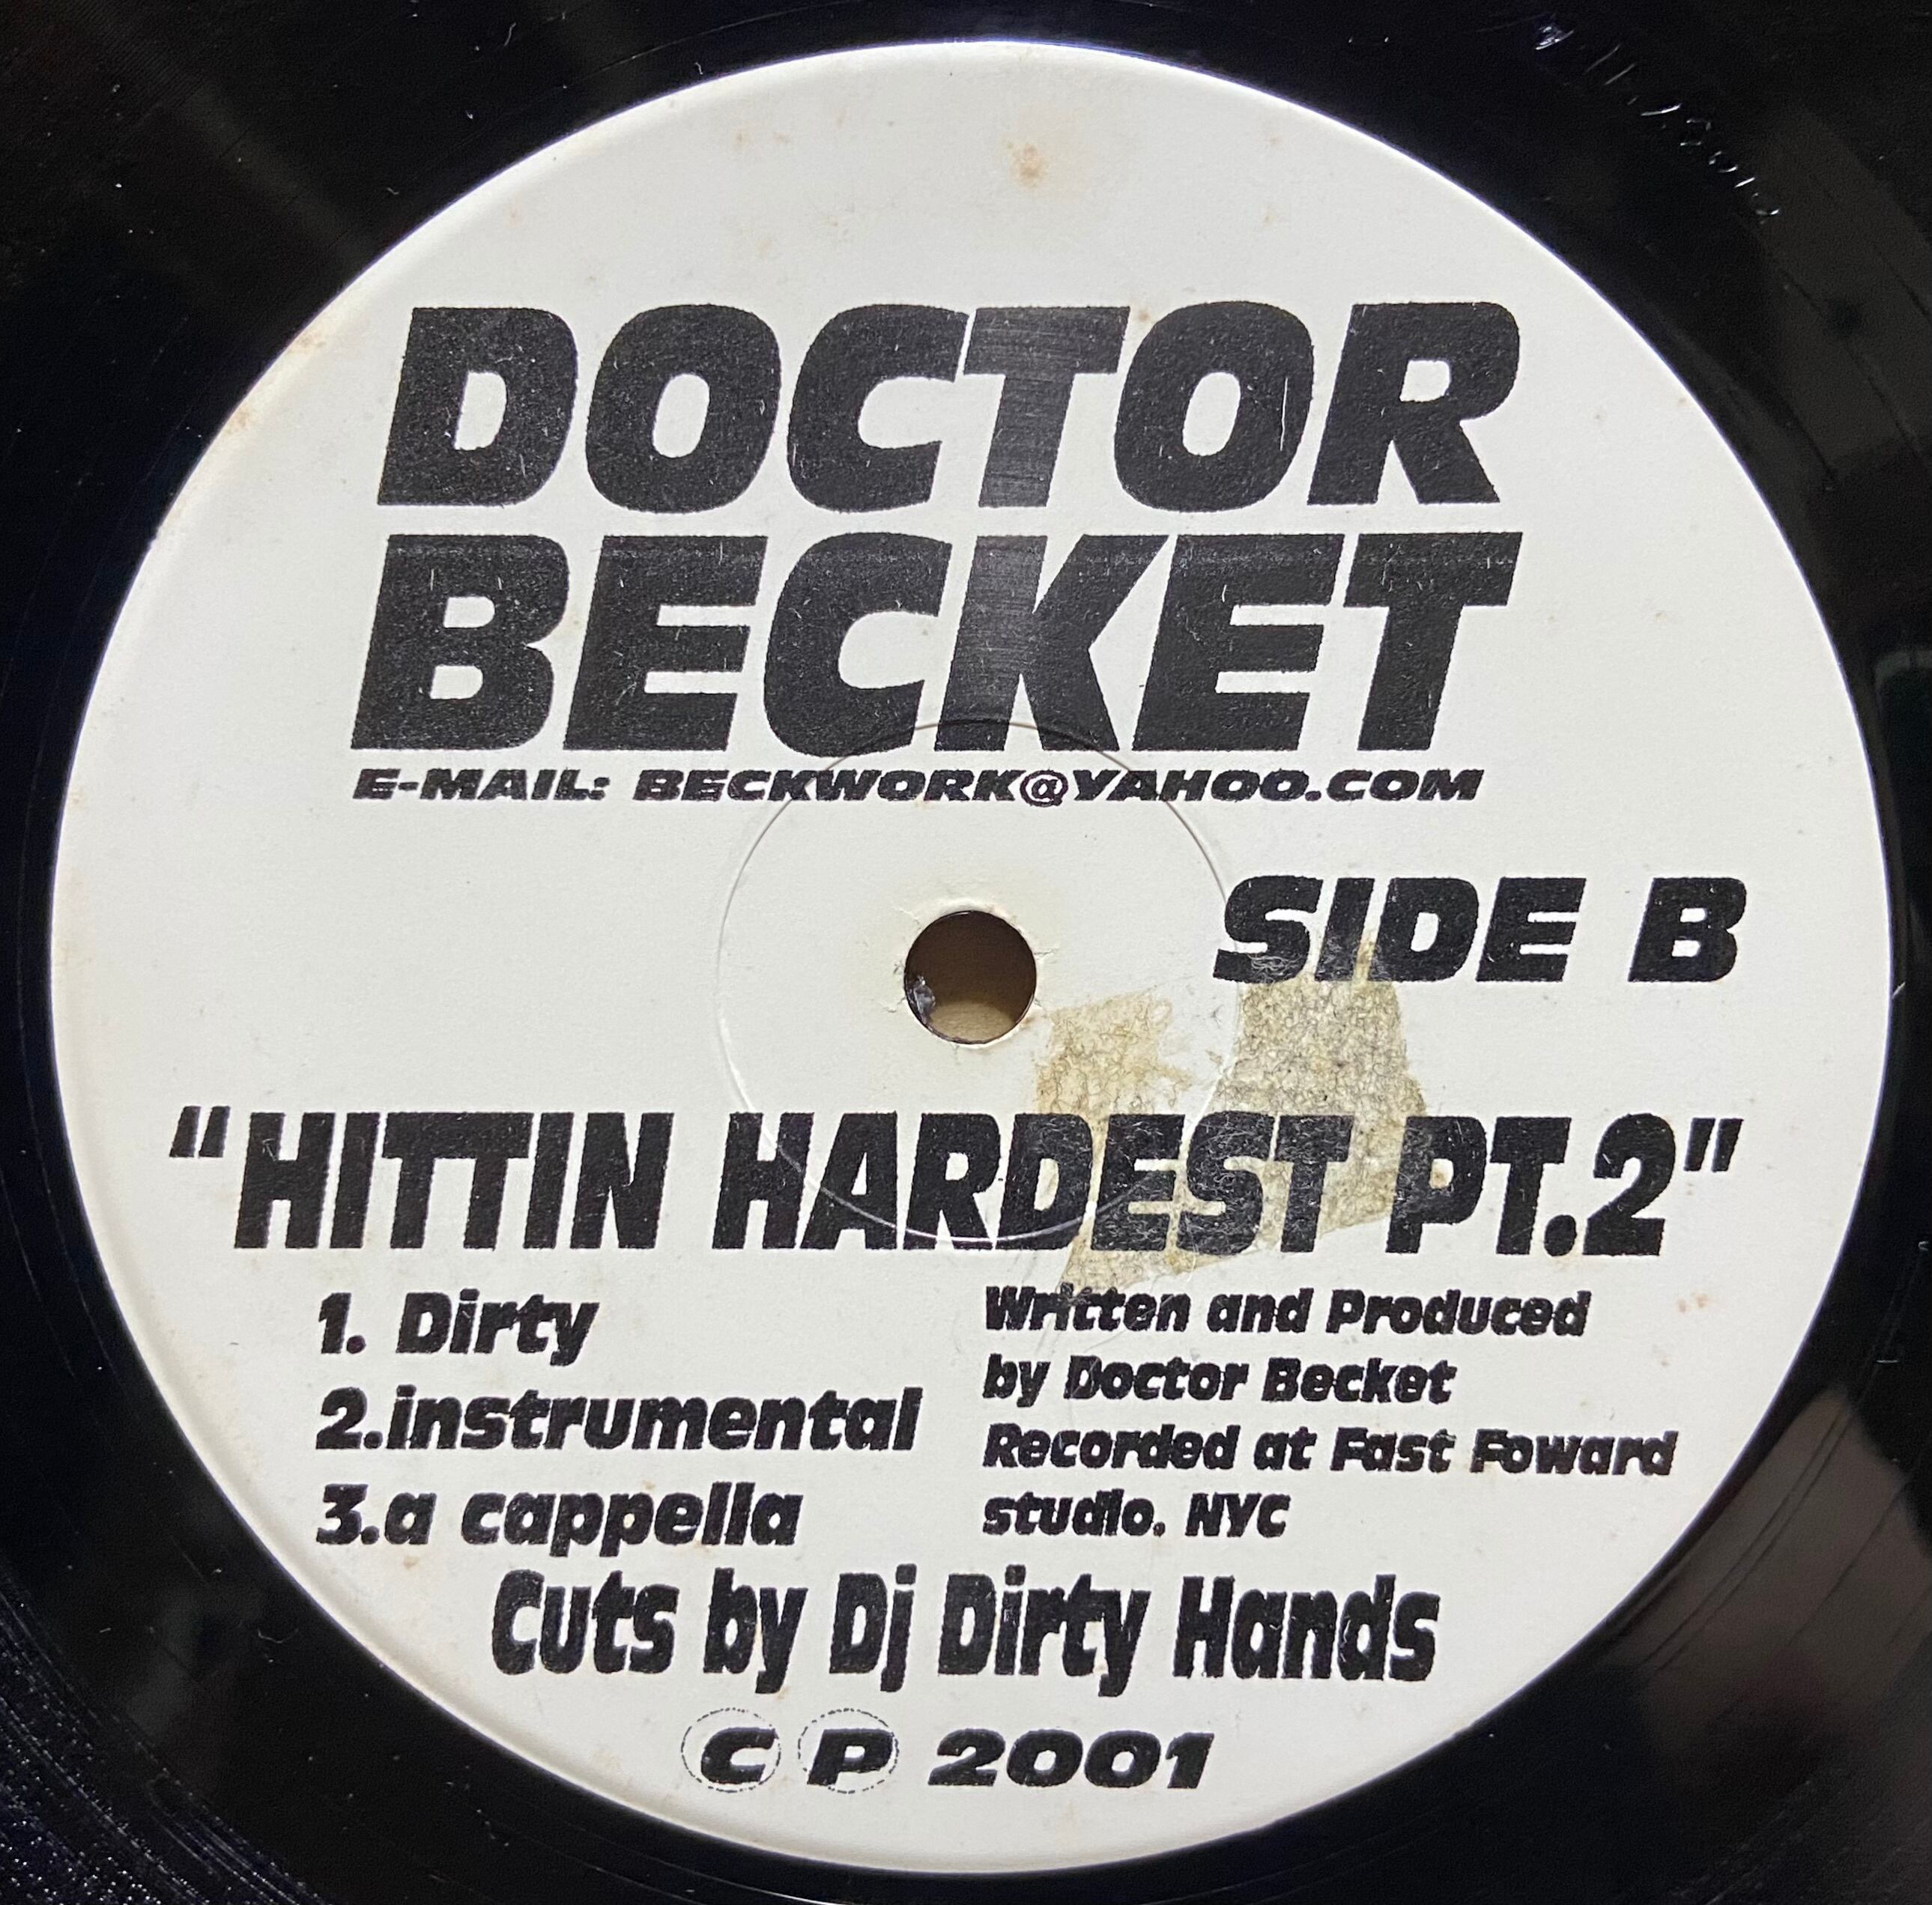 DOCTOR
BECKET
E-MAIL: BECKWORK@YAHOO.COM
SIDE B
"HITTIN HARDEST PT.2"
1. Dirty
2.instrumental
3.a cappella
Written and Produced
by Doctor Becket
Recorded at Fast Foward
studio. NYC
Cuts by Dj Dirty Hands
Ⓒ Ⓟ 2001